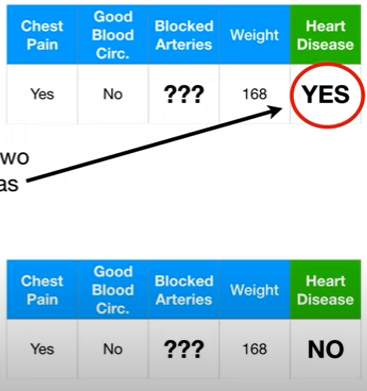 Chest Pain Good Blood Circ. Blocked Arteries Weight Heart Disease
Yes No ??? 168 YES
wo
as
Chest Pain Good Blood Circ. Blocked Arteries Weight Heart Disease
Yes No ??? 168 NO